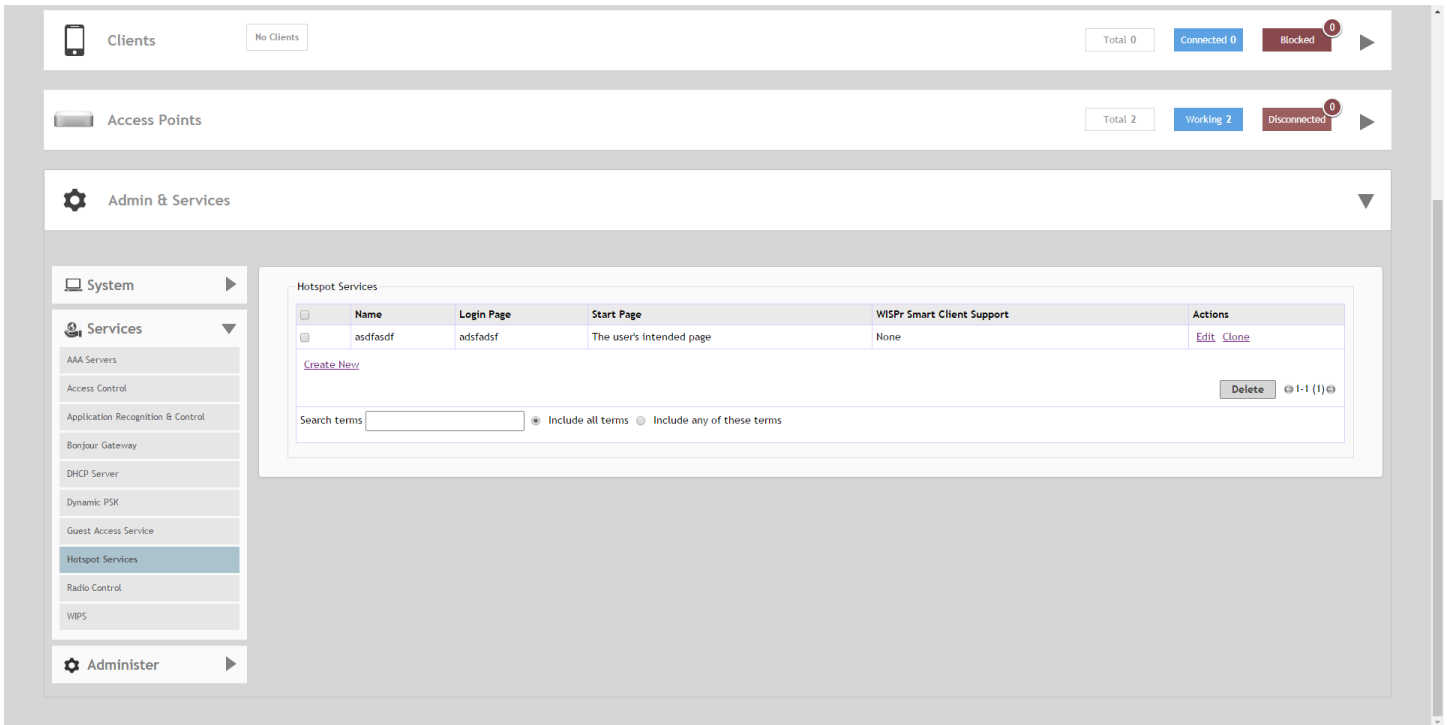 Clients No Clients Total 0 Connected 0 Blocked 0
Access Points Total 2 Working 2 Disconnected 0
Admin & Services
System
Services
AAA Servers
Access Control
Application Recognition & Control
Bonjour Gateway
DHCP Server
Dynamic PSK
Guest Access Service
Hotspot Services
Radio Control
WIPS
Administer
Hotspot Services
Name Login Page Start Page WISPr Smart Client Support Actions
asdfasdf adsfadsf The user's intended page None Edit Clone
Create New
Delete 1-1 (1)
Search terms Include all terms Include any of these terms